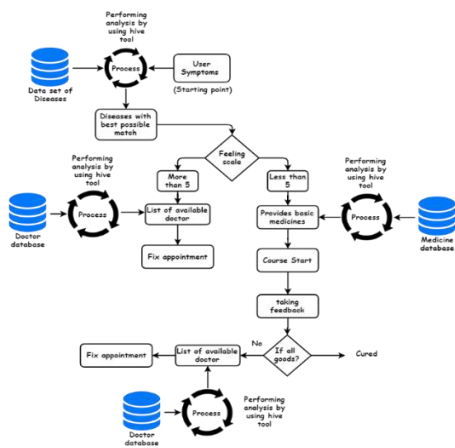 Performing
analysis by
using hive
tool
Process
User
Symptoms
(Starting point)
Data set of
Diseases
Diseases with
best possible
match
Feeling
scale
More
than 5
Less than
5
Performing
analysis by
using hive
tool
Process
Doctor
database
List of available
doctor
Fix appointment
Provides basic
medicines
Performing
analysis by
using hive
tool
Process
Medicine
database
Course Start
taking
feedback
If all
goods?
No
Cured
List of available
doctor
Fix appointment
Doctor
database
Process
Performing
analysis by
using hive
tool